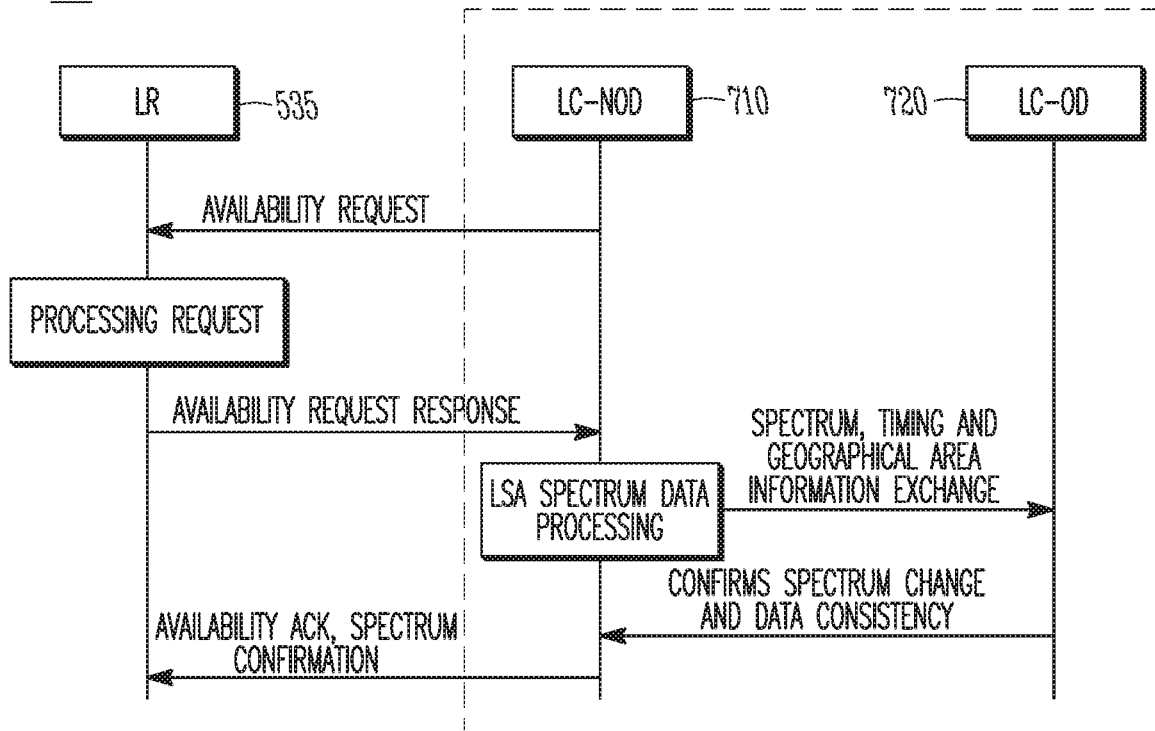 LR
535
LC-NOD
710
720
LC-OD
AVAILABILITY REQUEST
PROCESSING REQUEST
AVAILABILITY REQUEST RESPONSE
SPECTRUM, TIMING AND
GEOGRAPHICAL AREA
INFORMATION EXCHANGE
LSA SPECTRUM DATA
PROCESSING
CONFIRMS SPECTRUM CHANGE
AND DATA CONSISTENCY
AVAILABILITY ACK, SPECTRUM
CONFIRMATION